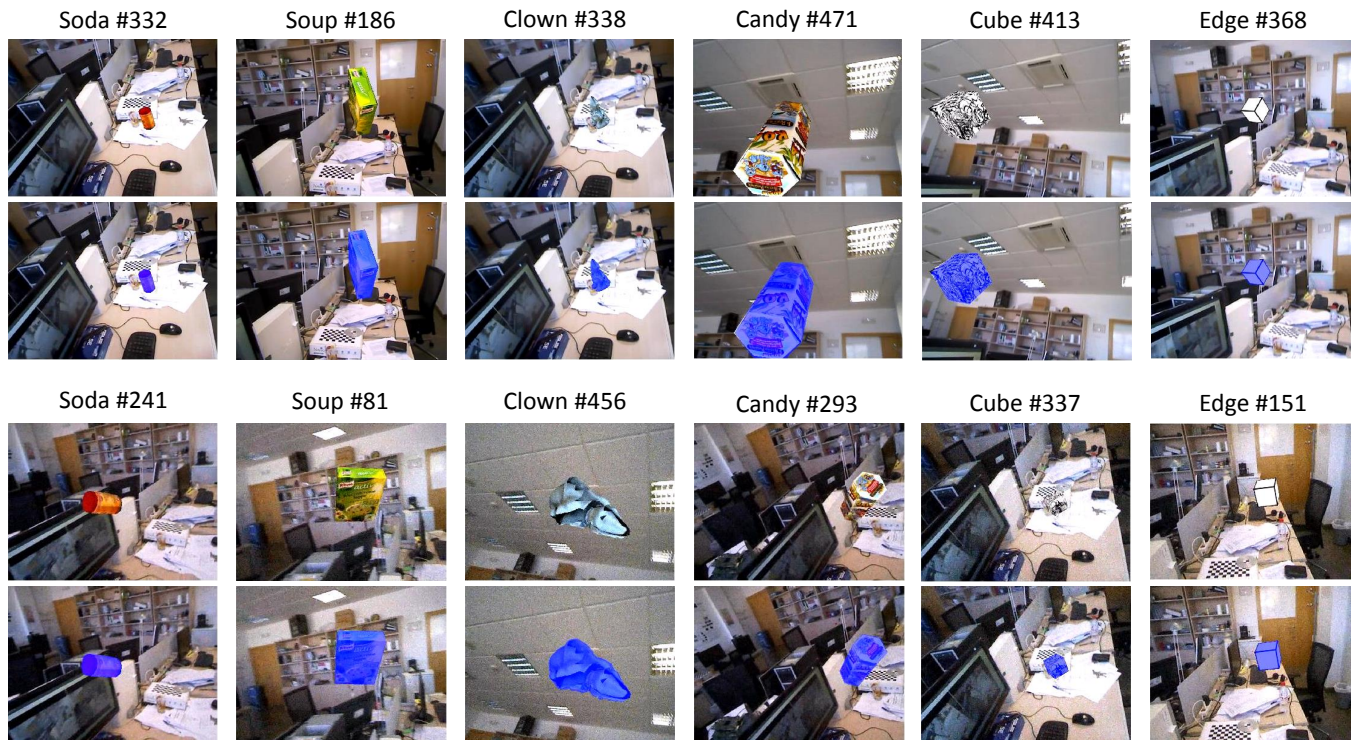 Soda #332
Soup #186
Clown #338
Candy #471
Cube #413
Edge #368
Soda #241
Soup #81
Clown #456
Candy #293
Cube #337
Edge #151